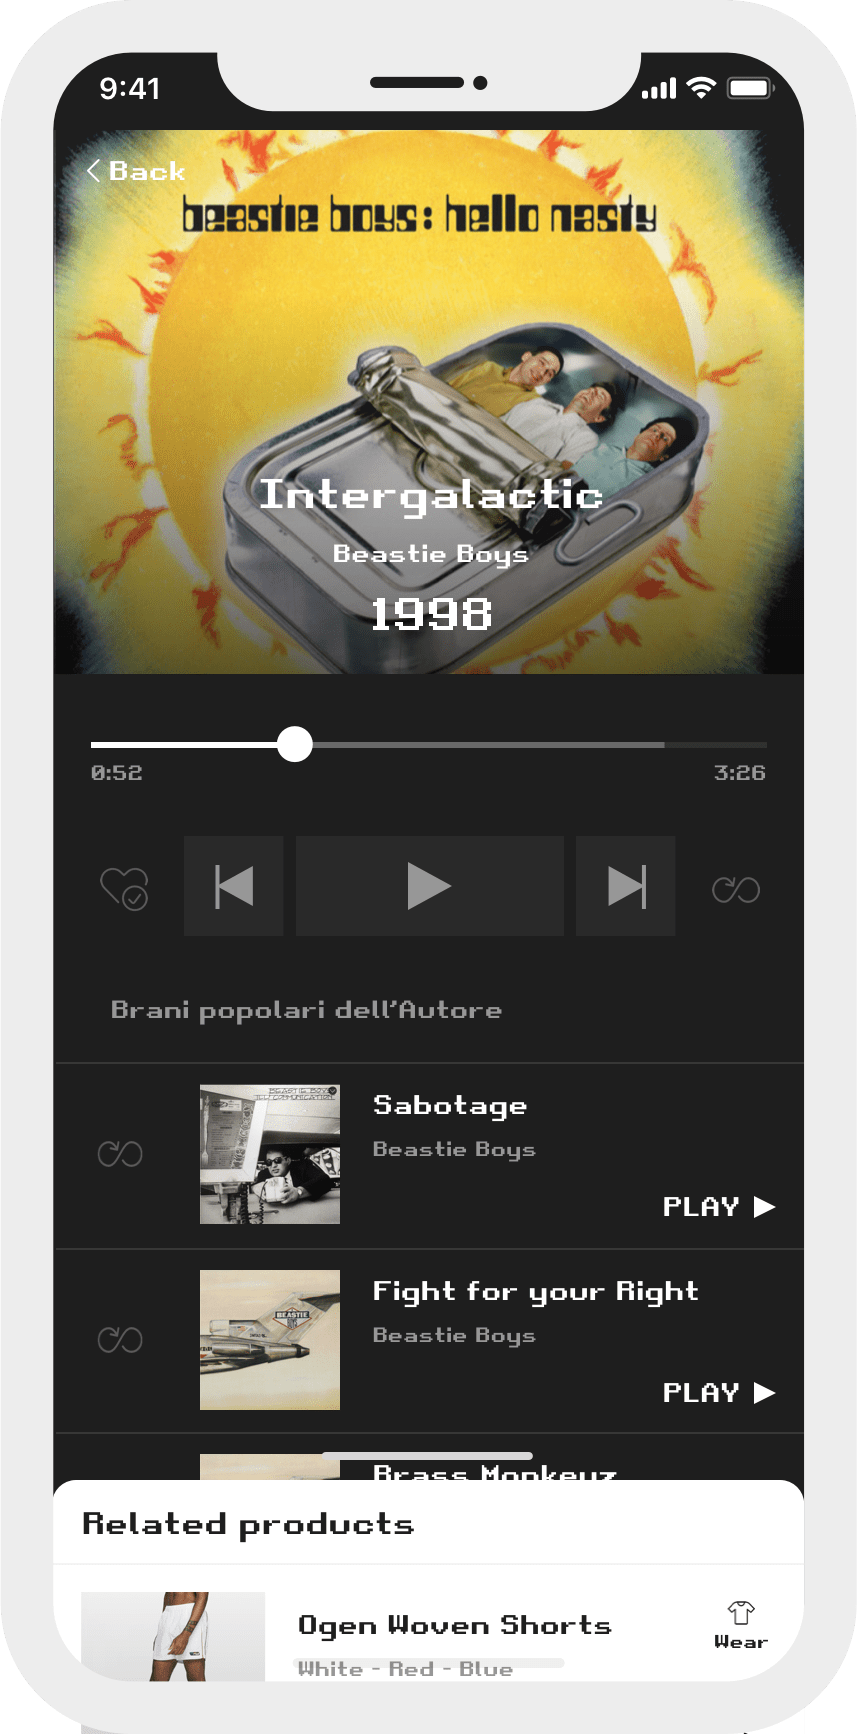 9:41
Back
beastie boys: hello nasty
Intergalactic
Beastie Boys
1998
0:52
3:26
Brani popolari dell'Autore
Sabotage
Beastie Boys
PLAY
BEASTIE
Fight for your Right
Beastie Boys
PLAY
Brass Monkeyz
Related products
Ogen Woven Shorts
Wear
White - Red - Blue